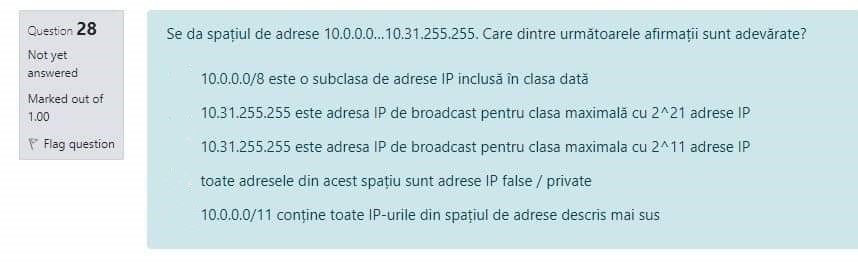 Question 28
Not yet
answered
Marked out of
1.00
Flag question
Se da spațiul de adrese 10.0.0.0...10.31.255.255. Care dintre următoarele afirmații sunt adevărate?
10.0.0.0/8 este o subclasa de adrese IP inclusă în clasa dată
10.31.255.255 este adresa IP de broadcast pentru clasa maximală cu 2^21 adrese IP
10.31.255.255 este adresa IP de broadcast pentru clasa maximala cu 2^11 adrese IP
toate adresele din acest spațiu sunt adrese IP false / private
10.0.0.0/11 conține toate IP-urile din spațiul de adrese descris mai sus